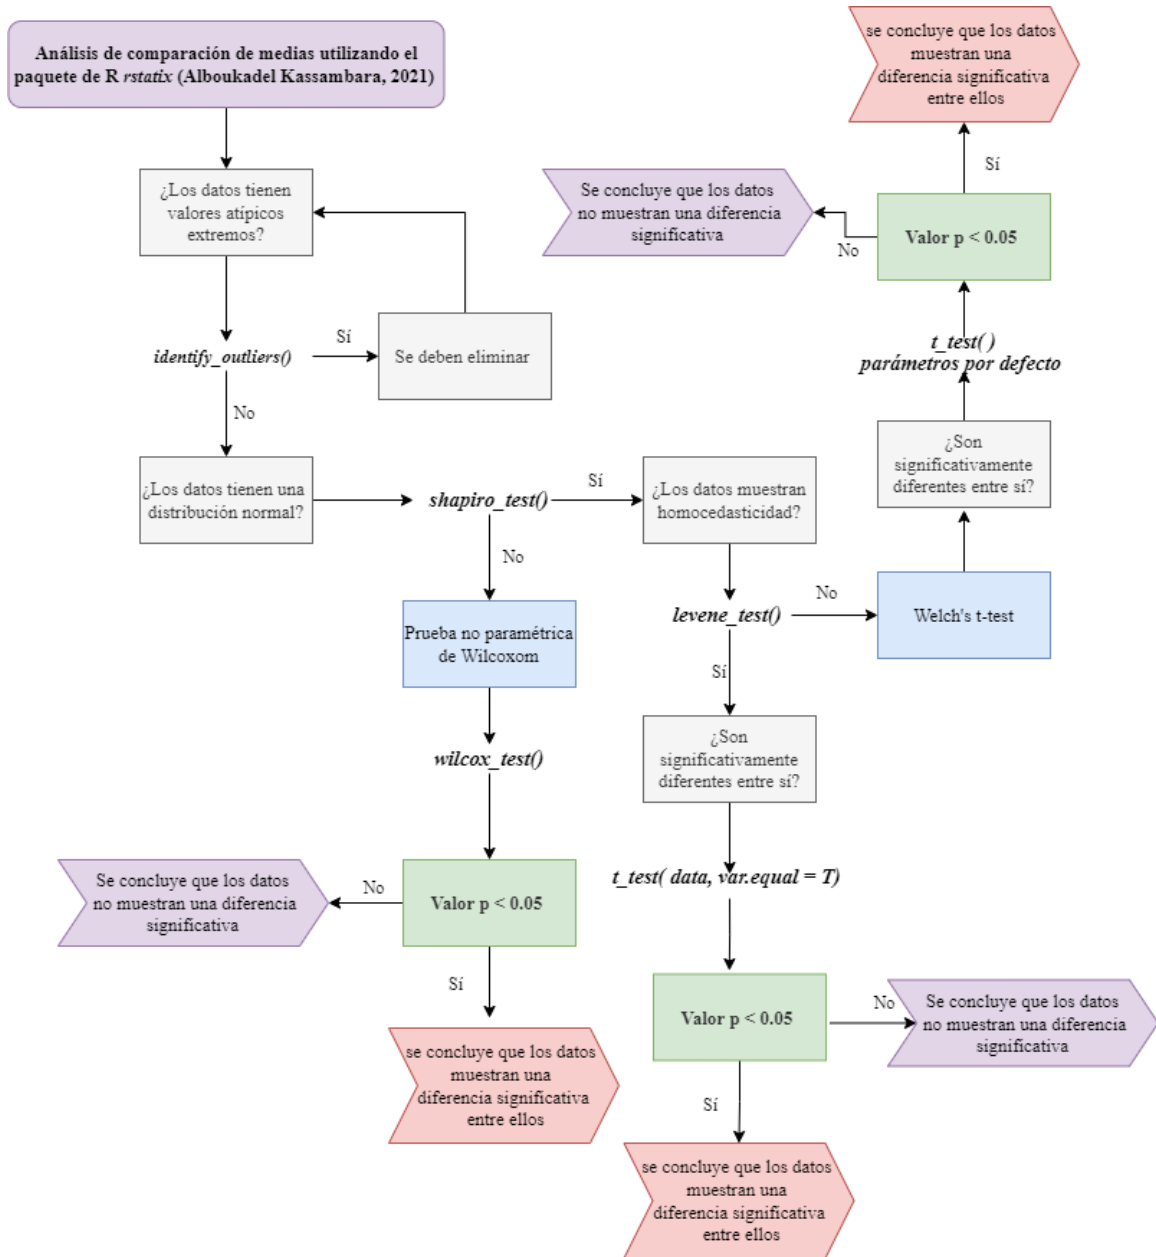 Análisis de comparación de medias utilizando el
paquete de R rstatix (Alboukadel Kassambara, 2021)
¿Los datos tienen
valores atípicos
extremos?
identify_outliers()
Sí
Se deben eliminar
No
¿Los datos tienen una
distribución normal?
shapiro_test()
Sí
¿Los datos muestran
homocedasticidad?
No
Prueba no paramétrica
de Wilcoxom
wilcox_test()
Valor p < 0.05
No
Se concluye que los datos
no muestran una diferencia
significativa
Sí
se concluye que los datos
muestran una
diferencia significativa
entre ellos
levene_test()
No
Welch's t-test
¿Son
significativamente
diferentes entre sí?
t_test( )
parámetros por defecto
Valor p < 0.05
No
Se concluye que los datos
no muestran una diferencia
significativa
Sí
se concluye que los datos
muestran una
diferencia significativa
entre ellos
Sí
¿Son
significativamente
diferentes entre sí?
t_test( data, var.equal = T)
Valor p < 0.05
No
Se concluye que los datos
no muestran una diferencia
significativa
Sí
se concluye que los datos
muestran una
diferencia significativa
entre ellos